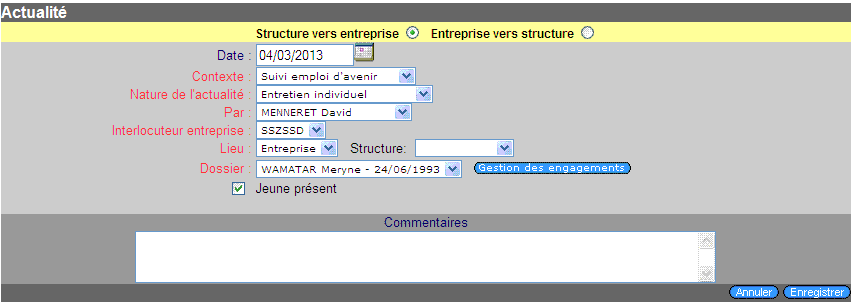 Actualité
Structure vers entreprise Entreprise vers structure
Date : 04/03/2013
Contexte : Suivi emploi d'avenir
Nature de l'actualité : Entretien individuel
Par : MENNERET David
Interlocuteur entreprise : SSZSSD
Lieu : Entreprise Structure:
Dossier : WAMATAR Meryne - 24/06/1993 Gestion des engagements
Jeune présent
Commentaires
Annuler Enregistrer